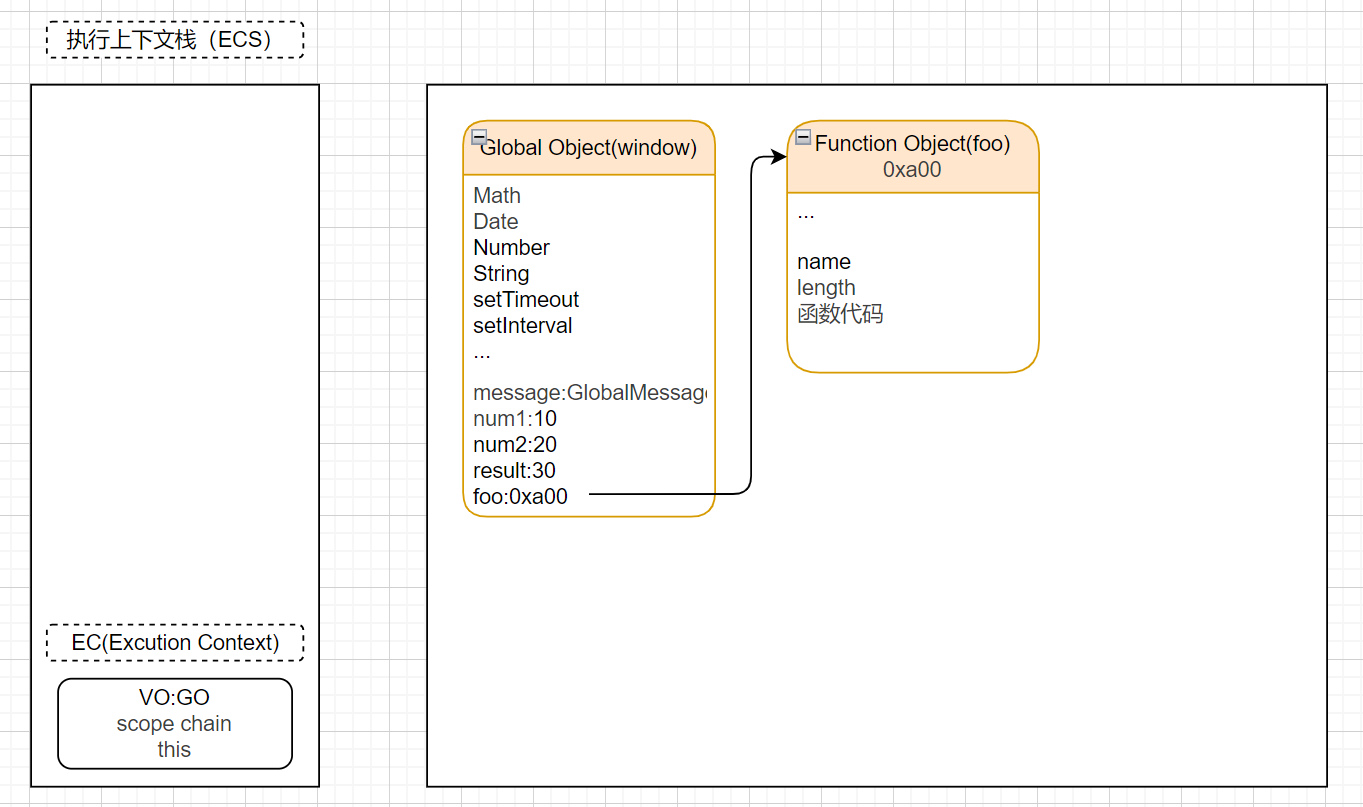 执行上下文栈（ECS）
EC(Excution Context)
VO:GO
scope chain
this
Global Object(window)
Math
Date
Number
String
setTimeout
setInterval
...
message:GlobalMessage
num1:10
num2:20
result:30
foo:0xa00
Function Object(foo)
0xa00
...
name
length
函数代码